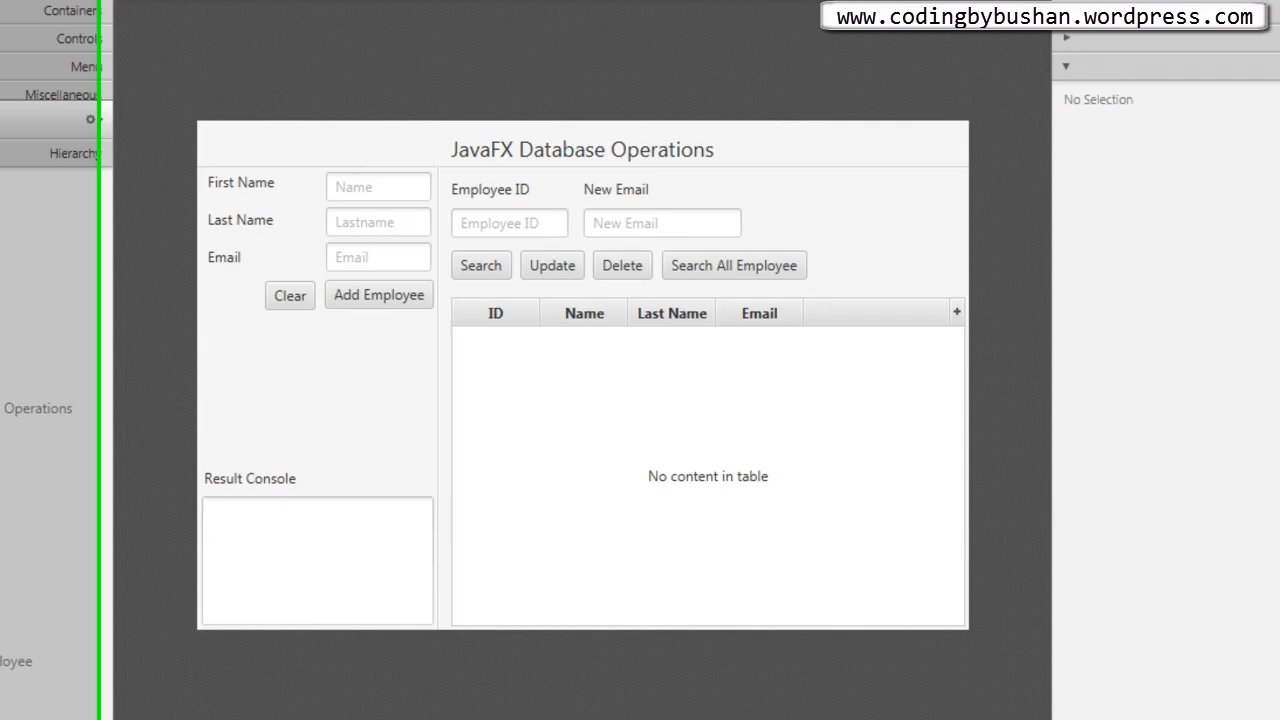 www.codingbybushan.wordpress.com
Containers
Controls
Menu
Miscellaneous
Hierarchy
Operations
No Selection
JavaFX Database Operations
First Name
Name
Last Name
Lastname
Email
Email
Clear
Add Employee
Result Console
Employee ID
New Email
Employee ID
New Email
Search
Update
Delete
Search All Employee
ID
Name
Last Name
Email
+
No content in table
loyee